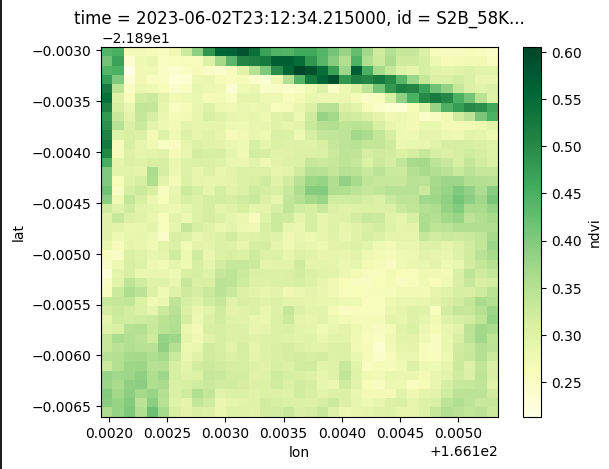 time = 2023-06-02T23:12:34.215000, id = S2B_58K...
−2.189e1
−0.0030
−0.0035
−0.0040
−0.0045
−0.0050
−0.0055
−0.0060
−0.0065
lat
0.0020 0.0025 0.0030 0.0035 0.0040 0.0045 0.0050
lon
+1.661e2
0.60
0.55
0.50
0.45
0.40
0.35
0.30
0.25
ndvi